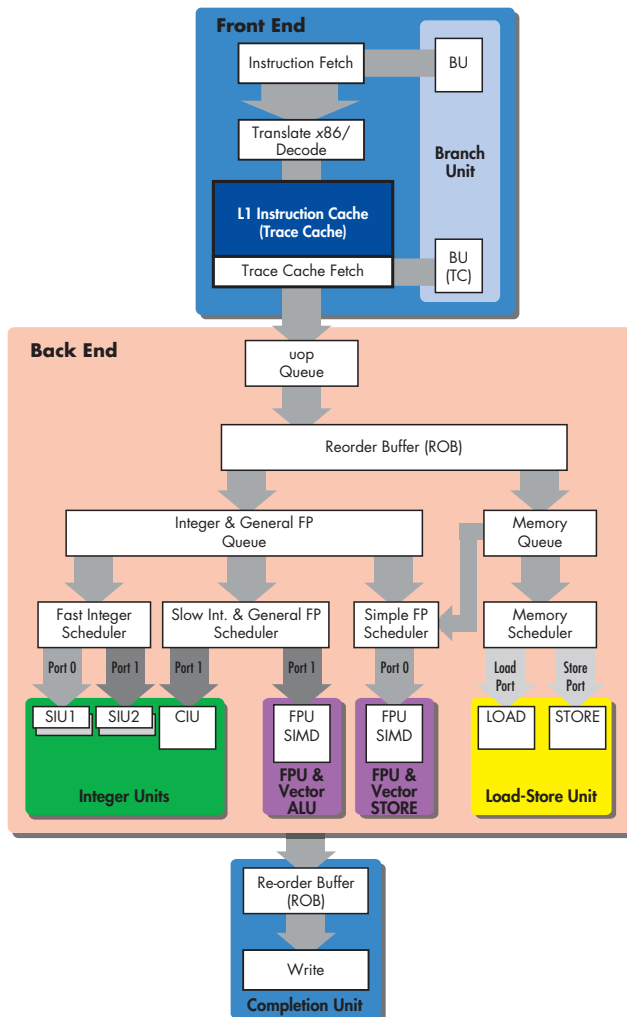 Front End
Instruction Fetch
BU
Translate x86/
Decode
Branch
Unit
L1 Instruction Cache
(Trace Cache)
Trace Cache Fetch
BU
(TC)
Back End
uop
Queue
Reorder Buffer (ROB)
Integer & General FP
Queue
Memory
Queue
Fast Integer
Scheduler
Slow Int. & General FP
Scheduler
Simple FP
Scheduler
Memory
Scheduler
Port 0
Port 1
Port 1
Port 1
Port 0
Load
Port
Store
Port
SIU1
SIU2
CIU
FPU
SIMD
FPU
SIMD
LOAD
STORE
Integer Units
FPU &
Vector
ALU
FPU &
Vector
STORE
Load-Store Unit
Re-order Buffer
(ROB)
Write
Completion Unit